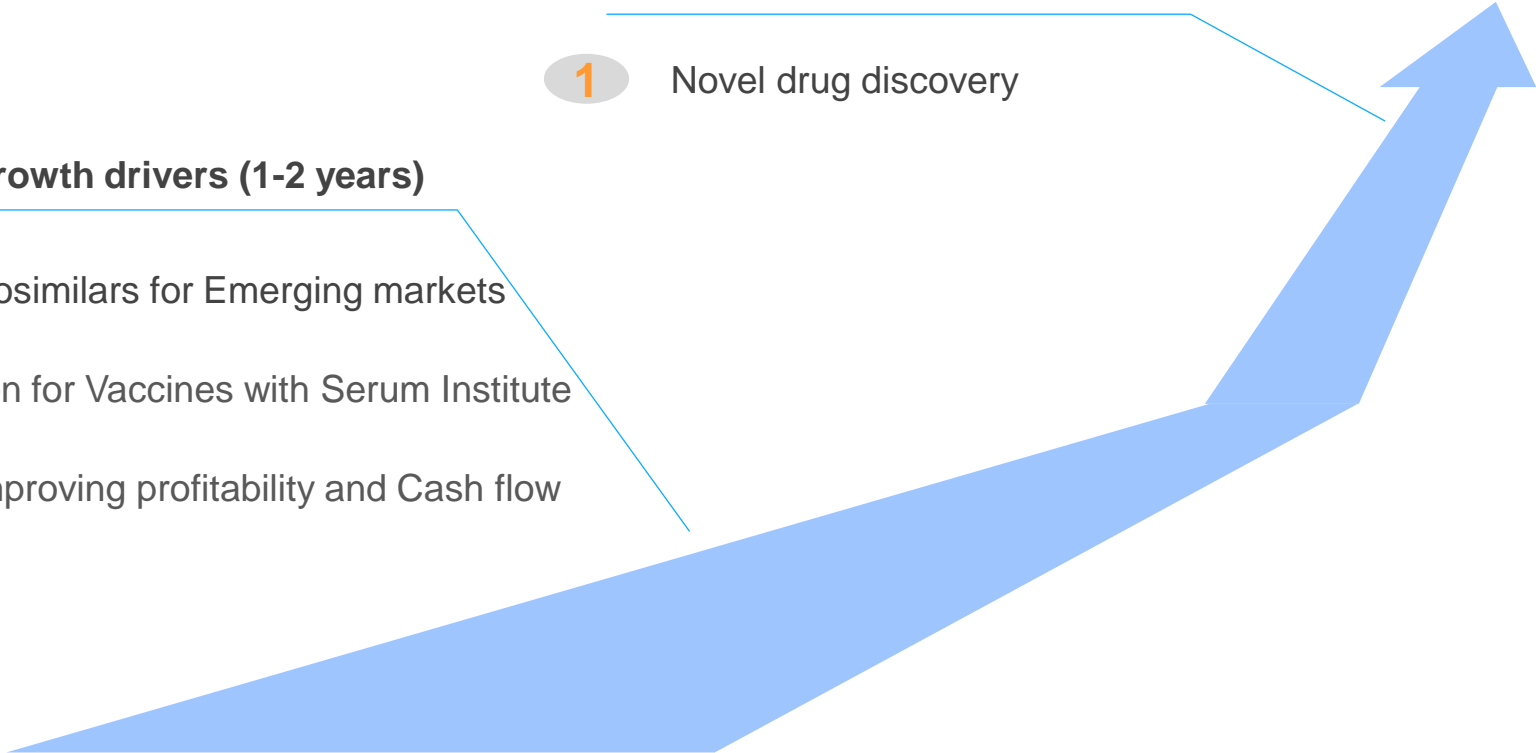 1 Novel drug discovery
rowth drivers (1-2 years)
osimilars for Emerging markets
n for Vaccines with Serum Institute
proving profitability and Cash flow